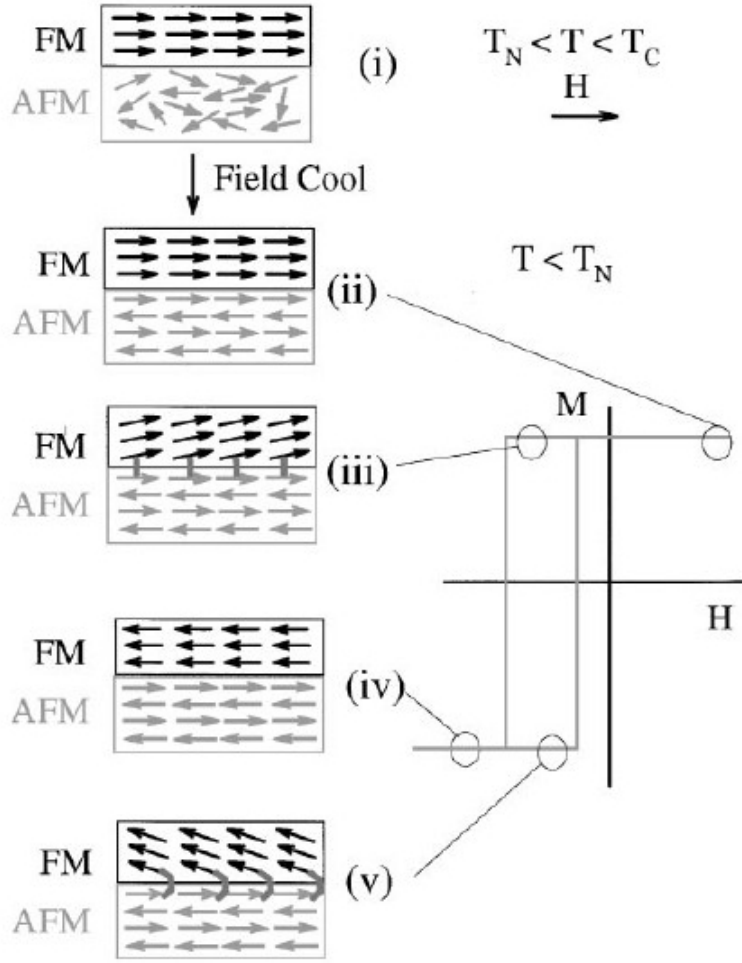 FM
AFM
(i)
T_N < T < T_C
H
Field Cool
FM
AFM
(ii)
T < T_N
FM
AFM
(iii)
M
H
FM
AFM
(iv)
FM
AFM
(v)